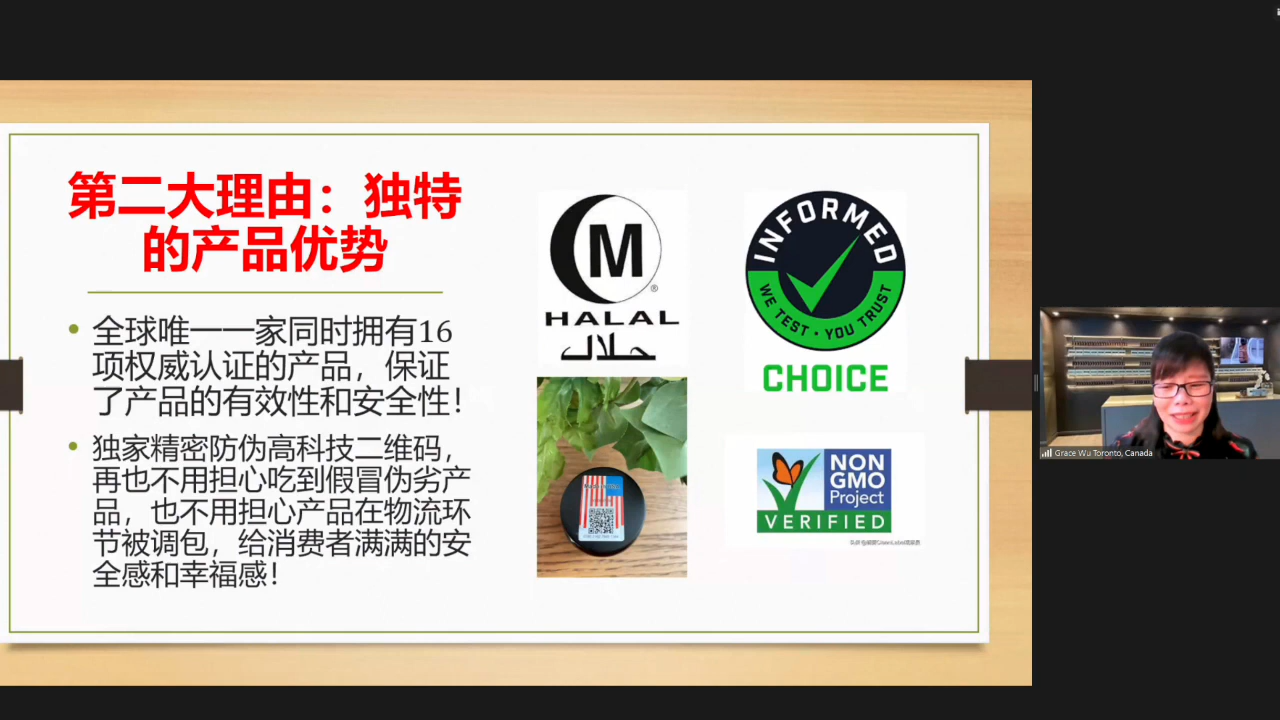 第二大理由：独特
的产品优势
全球唯一一家同时拥有16
项权威认证的产品，保证
了产品的有效性和安全性！
独家精密防伪高科技二维码，
再也不用担心吃到假冒伪劣产
品，也不用担心产品在物流环
节被调包，给消费者满满的安
全感和幸福感！
M
®
HALAL
حلال
INFORMED
WE TEST · YOU TRUST
CHOICE
NON
GMO
Project
VERIFIED
Grace Wu Toronto, Canada